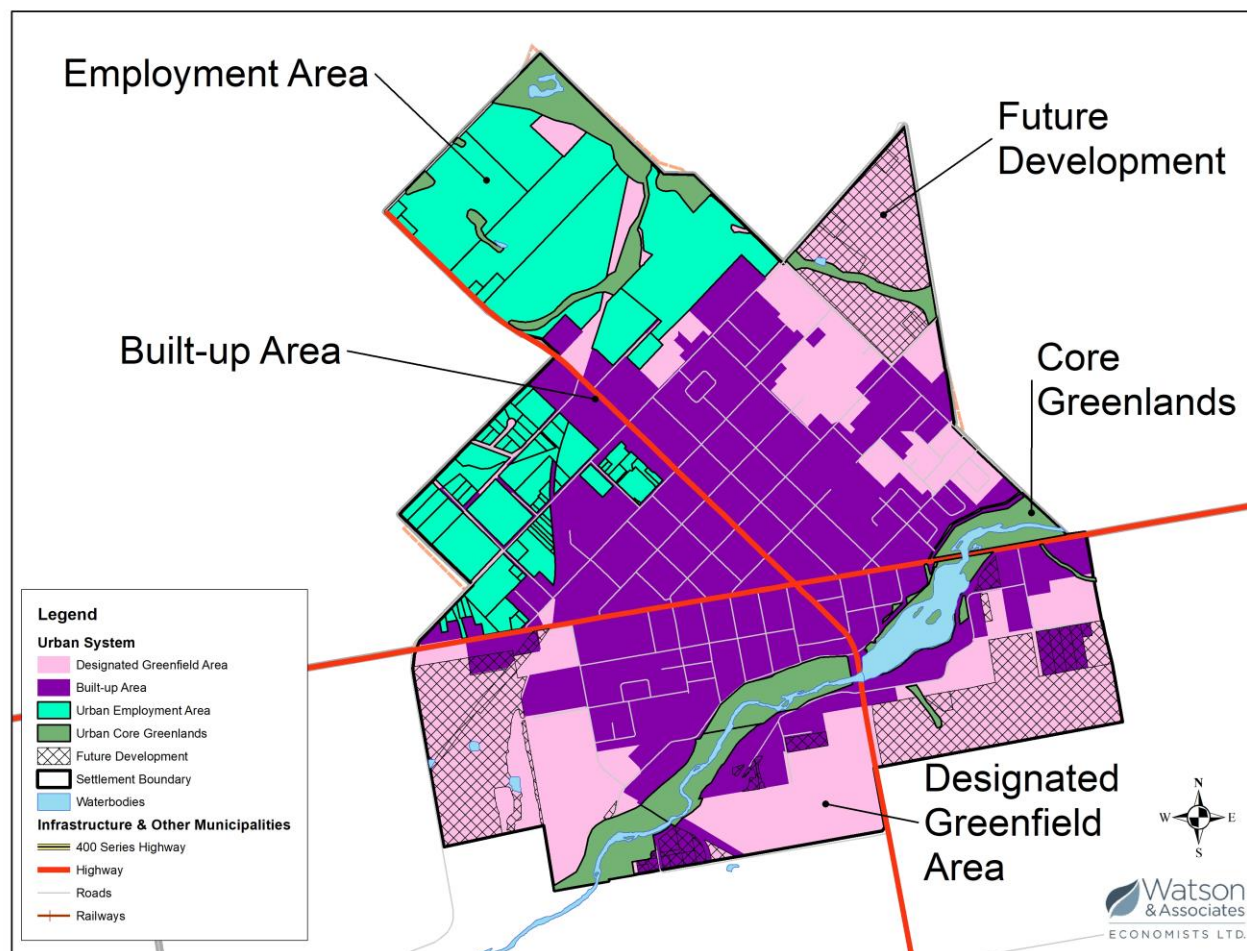 Employment Area
Future
Development
Built-up Area
Core
Greenlands
Designated
Greenfield
Area
Legend
Urban System
Designated Greenfield Area
Built-up Area
Urban Employment Area
Urban Core Greenlands
Future Development
Settlement Boundary
Waterbodies
Infrastructure & Other Municipalities
400 Series Highway
Highway
Roads
Railways
N
W E
S
Watson
& Associates
ECONOMISTS LTD.